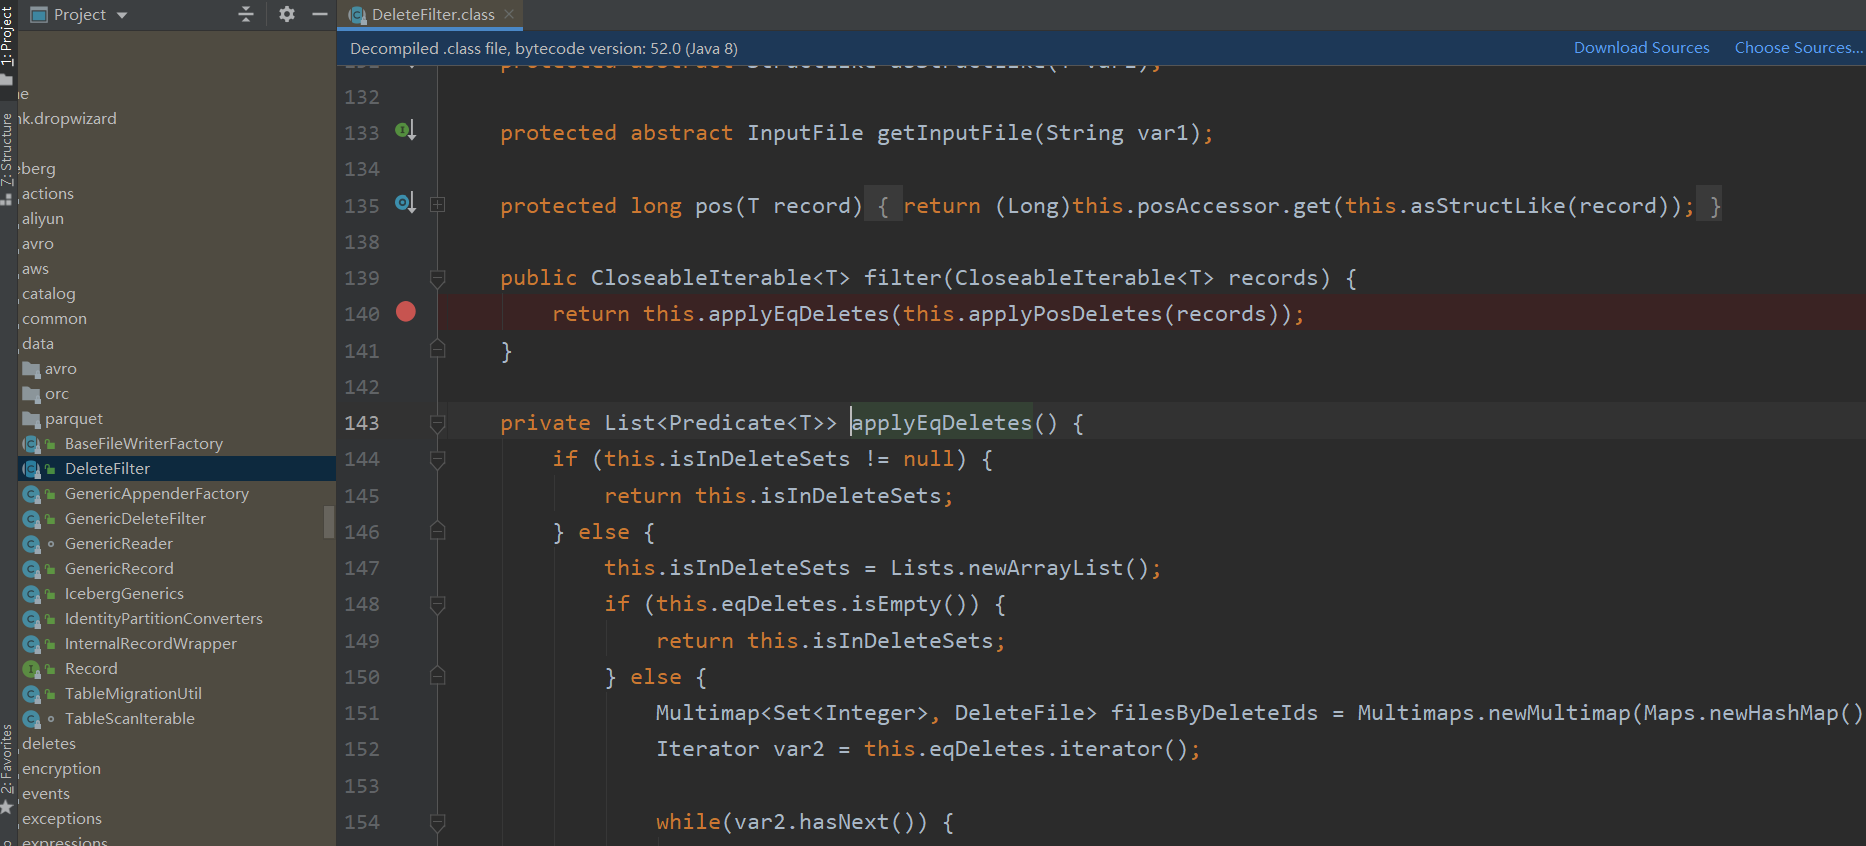 Project
DeleteFilter.class
1: Project
Z: Structure
2: Favorites
ne
nk.dropwizard
eberg
actions
aliyun
avro
aws
catalog
common
data
avro
orc
parquet
BaseFileWriterFactory
DeleteFilter
GenericAppenderFactory
GenericDeleteFilter
GenericReader
GenericRecord
IcebergGenerics
IdentityPartitionConverters
InternalRecordWrapper
Record
TableMigrationUtil
TableScanIterable
deletes
encryption
events
exceptions
expressions
Decompiled .class file, bytecode version: 52.0 (Java 8)
Download Sources
Choose Sources...
132
133 protected abstract InputFile getInputFile(String var1);
134
135 protected long pos(T record) { return (Long)this.posAccessor.get(this.asStructLike(record)); }
138
139 public CloseableIterable<T> filter(CloseableIterable<T> records) {
140 return this.applyEqDeletes(this.applyPosDeletes(records));
141 }
142
143 private List<Predicate<T>> applyEqDeletes() {
144 if (this.isInDeleteSets != null) {
145 return this.isInDeleteSets;
146 } else {
147 this.isInDeleteSets = Lists.newArrayList();
148 if (this.eqDeletes.isEmpty()) {
149 return this.isInDeleteSets;
150 } else {
151 Multimap<Set<Integer>, DeleteFile> filesByDeleteIds = Multimaps.newMultimap(Maps.newHashMap()
152 Iterator var2 = this.eqDeletes.iterator();
153
154 while(var2.hasNext()) {